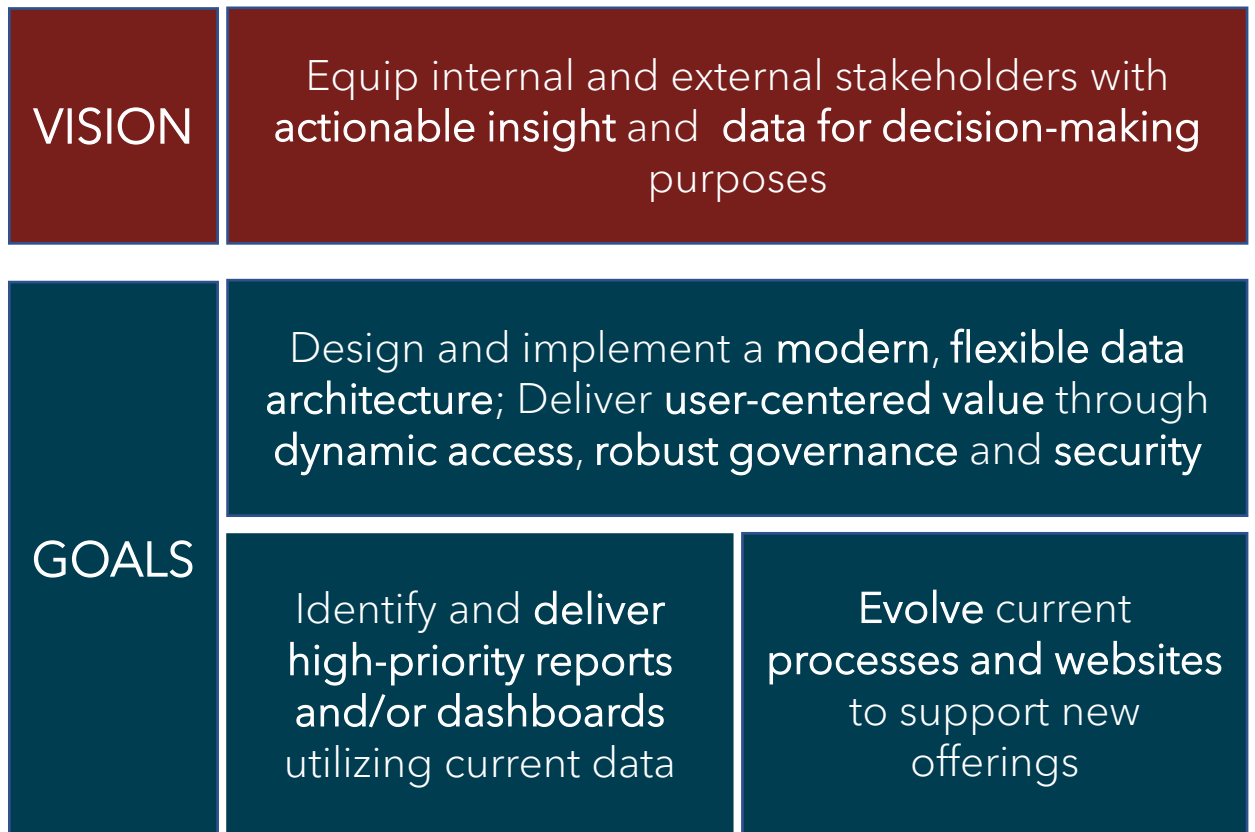 VISION
Equip internal and external stakeholders with
actionable insight and  data for decision-making
purposes
GOALS
Design and implement a modern, flexible data
architecture; Deliver user-centered value through
dynamic access, robust governance and security
Identify and deliver
high-priority reports
and/or dashboards
utilizing current data
Evolve current
processes and websites
to support new
offerings